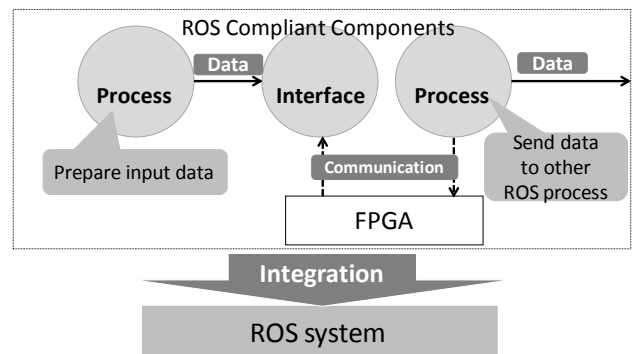 ROS Compliant Components
Data
Data
Process
Interface
Process
Prepare input data
Communication
Send data
to other
ROS process
FPGA
Integration
ROS system